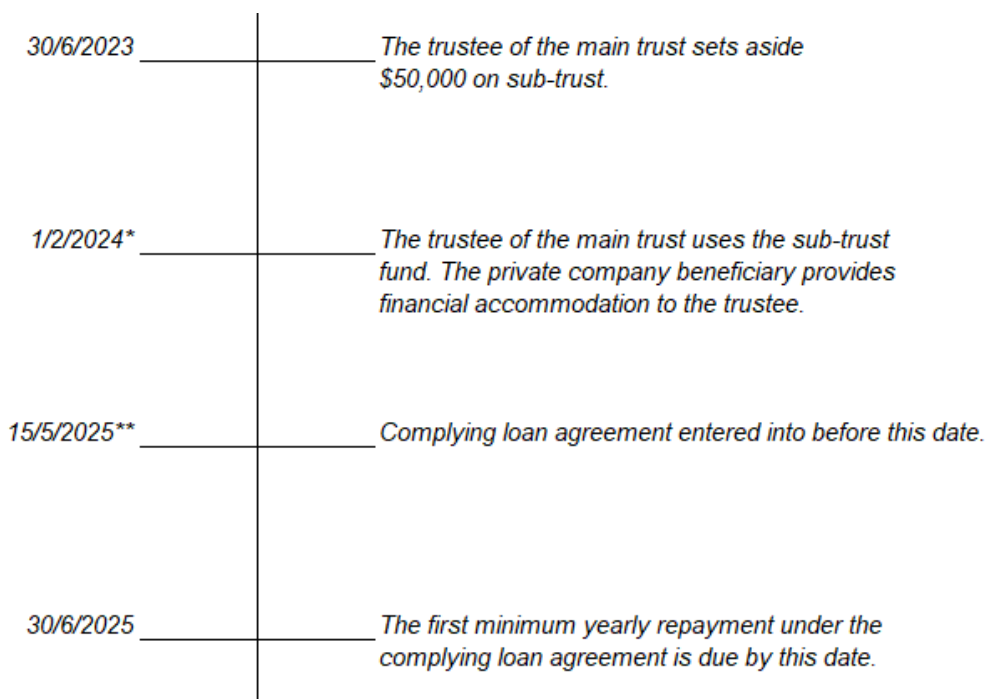 30/6/2023 The trustee of the main trust sets aside
$50,000 on sub-trust.
1/2/2024* The trustee of the main trust uses the sub-trust
fund. The private company beneficiary provides
financial accommodation to the trustee.
15/5/2025** Complying loan agreement entered into before this date.
30/6/2025 The first minimum yearly repayment under the
complying loan agreement is due by this date.